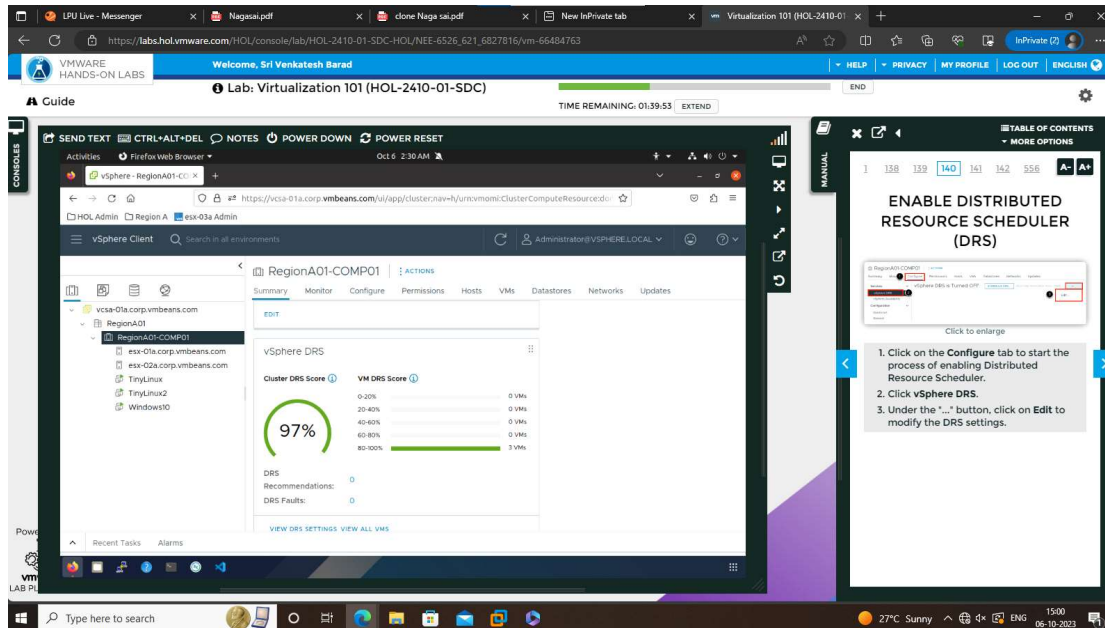 LPU Live - Messenger
Nagasai.pdf
clone Naga sai.pdf
New InPrivate tab
Virtualization 101 (HOL-2410-01
https://labs.hol.vmware.com/HOL/console/lab/HOL-2410-01-SDC-HOL/NEE-6526_621_6827816/vm-66484763
InPrivate (2)
VMWARE
HANDS-ON LABS
Welcome, Sri Venkatesh Barad
HELP
PRIVACY
MY PROFILE
LOG OUT
ENGLISH
Guide
Lab: Virtualization 101 (HOL-2410-01-SDC)
TIME REMAINING: 01:39:53
EXTEND
END
CONSOLES
SEND TEXT
CTRL+ALT+DEL
NOTES
POWER DOWN
POWER RESET
Activities
Firefox Web Browser
Oct 6 2:30 AM
vSphere - RegionA01-CO
https://vcsa-01a.corp.vmbeans.com/ui/app/cluster;nav=h/urn:vmomi:ClusterComputeResource:do
HOL Admin
Region A
esx-03a Admin
vSphere Client
Search in all environments
Administrator@VSPHERE.LOCAL
vcsa-01a.corp.vmbeans.com
RegionA01
RegionA01-COMP01
esx-01a.corp.vmbeans.com
esx-02a.corp.vmbeans.com
TinyLinux
TinyLinux2
Windows10
RegionA01-COMP01
ACTIONS
Summary
Monitor
Configure
Permissions
Hosts
VMs
Datastores
Networks
Updates
EDIT
vSphere DRS
Cluster DRS Score
VM DRS Score
97%
0-20% 0 VMs
20-40% 0 VMs
40-60% 0 VMs
60-80% 0 VMs
80-100% 3 VMs
DRS
Recommendations: 0
DRS Faults: 0
VIEW DRS SETTINGS VIEW ALL VMS
Recent Tasks
Alarms
MANUAL
TABLE OF CONTENTS
MORE OPTIONS
1 138 139 140 141 142 556 A- A+
ENABLE DISTRIBUTED
RESOURCE SCHEDULER
(DRS)
Click to enlarge
1. Click on the Configure tab to start the
process of enabling Distributed
Resource Scheduler.
2. Click vSphere DRS.
3. Under the "..." button, click on Edit to
modify the DRS settings.
Powe
vm
LAB PL
Type here to search
27°C Sunny
ENG
15:00
06-10-2023